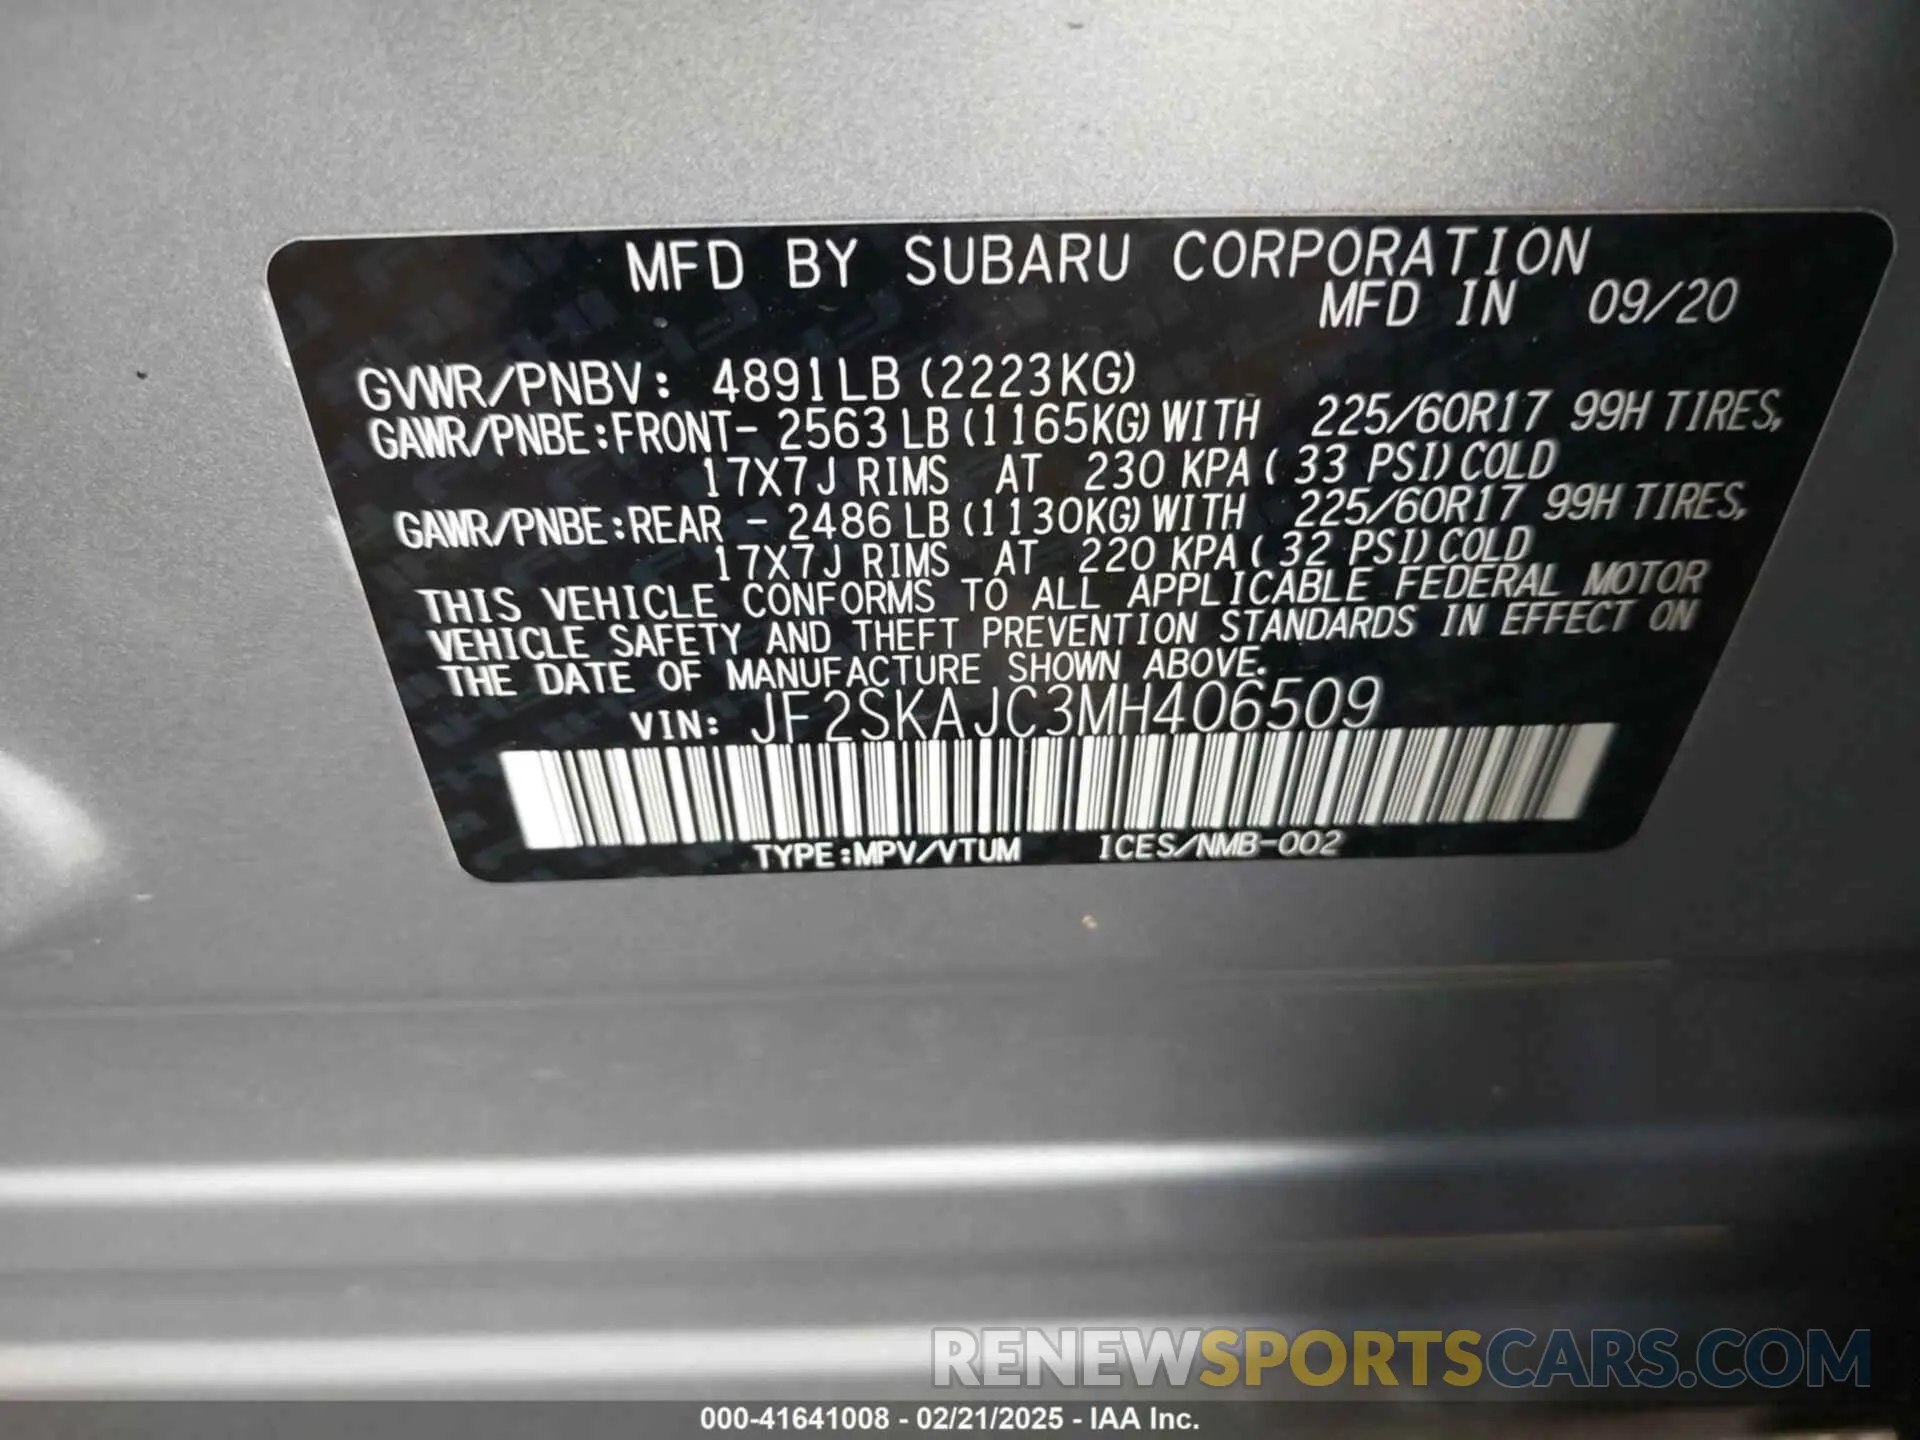 MFD BY SUBARU CORPORATION
MFD IN 09/20
GVWR/PNBV: 4891LB (2223KG)
GAWR/PNBE:FRONT- 2563 LB (1165KG) WITH 225/60R17 99H TIRES,
17X7J RIMS AT 230 KPA ( 33 PSI) COLD
GAWR/PNBE:REAR - 2486 LB (1130KG) WITH 225/60R17 99H TIRES,
17X7J RIMS AT 220 KPA ( 32 PSI) COLD
THIS VEHICLE CONFORMS TO ALL APPLICABLE FEDERAL MOTOR
VEHICLE SAFETY AND THEFT PREVENTION STANDARDS IN EFFECT ON
THE DATE OF MANUFACTURE SHOWN ABOVE.
VIN: JF2SKAJC3MH406509
TYPE:MPV/VTUM ICES/NMB-002
RENEWSPORTSCARS.COM
000-41641008 - 02/21/2025 - IAA Inc.